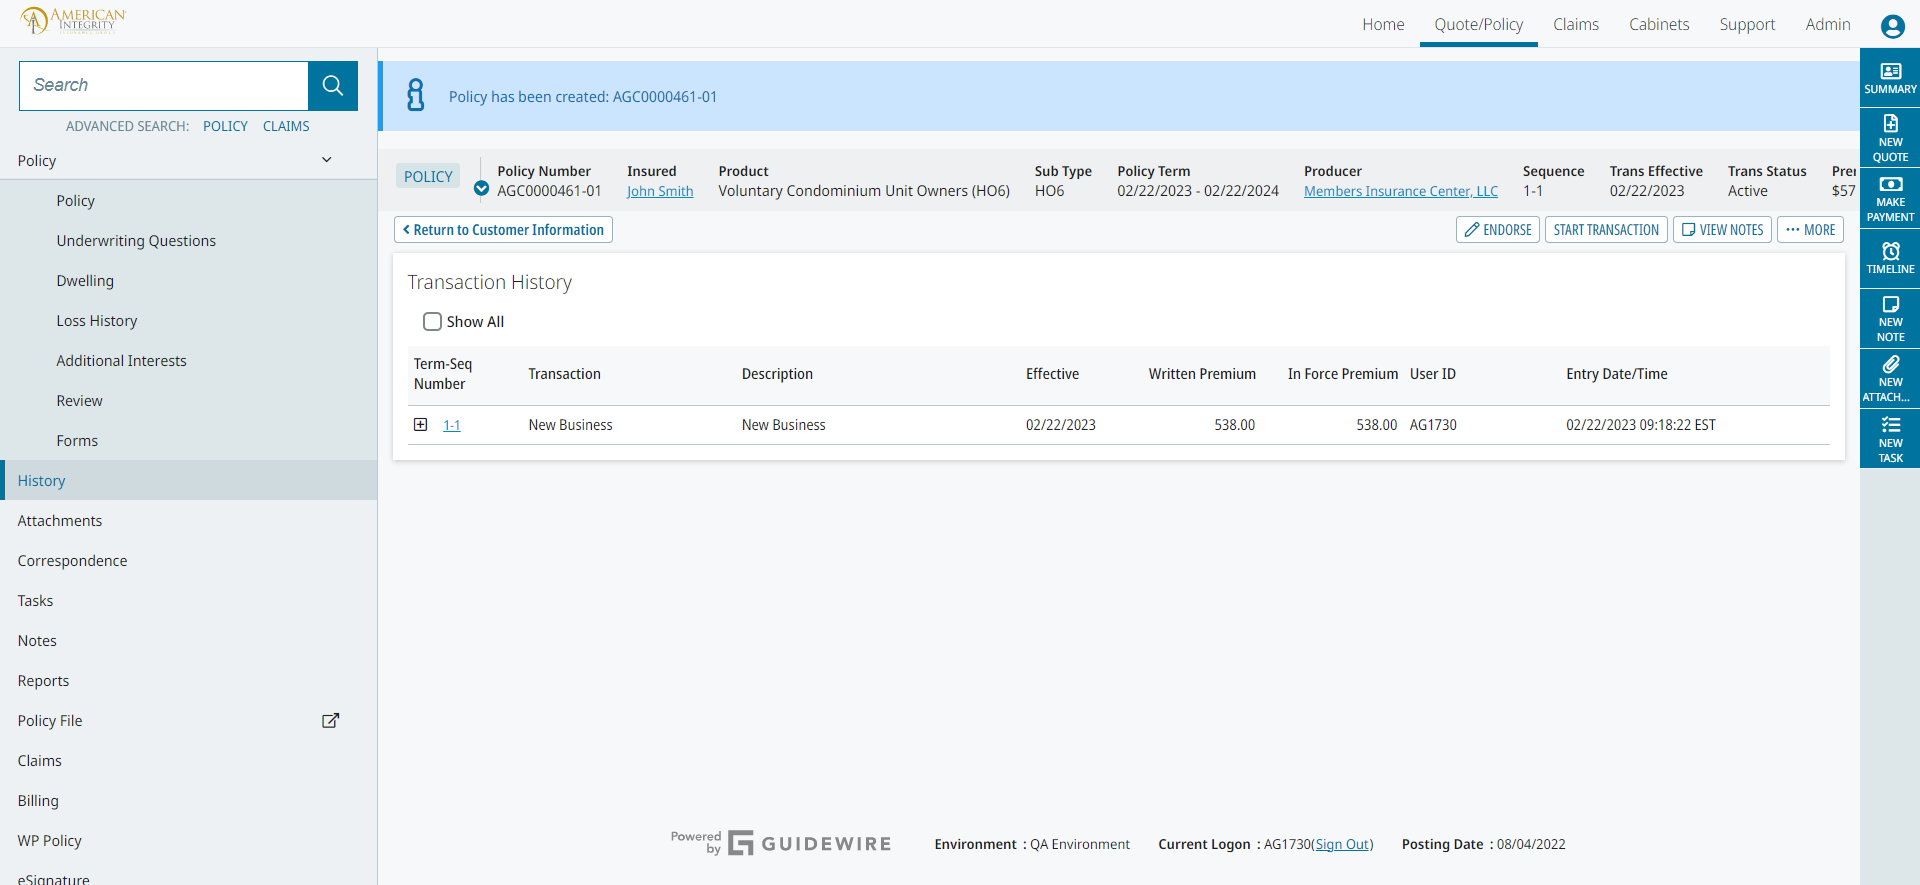 AMERICAN
INTEGRITY
Home
Quote/Policy
Claims
Cabinets
Support
Admin
Search
ADVANCED SEARCH: POLICY CLAIMS
Policy
Policy
Underwriting Questions
Dwelling
Loss History
Additional Interests
Review
Forms
History
Attachments
Correspondence
Tasks
Notes
Reports
Policy File
Claims
Billing
WP Policy
eSignature
Policy has been created: AGC0000461-01
POLICY
Policy Number Insured Product Sub Type Policy Term Producer Sequence Trans Effective Trans Status
AGC0000461-01 John Smith Voluntary Condominium Unit Owners (HO6) HO6 02/22/2023 - 02/22/2024 Members Insurance Center, LLC 1-1 02/22/2023 Active $57
Return to Customer Information
ENDORSE
START TRANSACTION
VIEW NOTES
MORE
Transaction History
Show All
Term-Seq
Number
Transaction Description Effective Written Premium In Force Premium User ID Entry Date/Time
1-1 New Business New Business 02/22/2023 538.00 538.00 AG1730 02/22/2023 09:18:22 EST
SUMMARY
NEW
QUOTE
MAKE
PAYMENT
TIMELINE
NEW
NOTE
NEW
ATTACH...
NEW
TASK
Powered
by
GUIDEWIRE
Environment : QA Environment
Current Logon : AG1730(Sign Out)
Posting Date : 08/04/2022